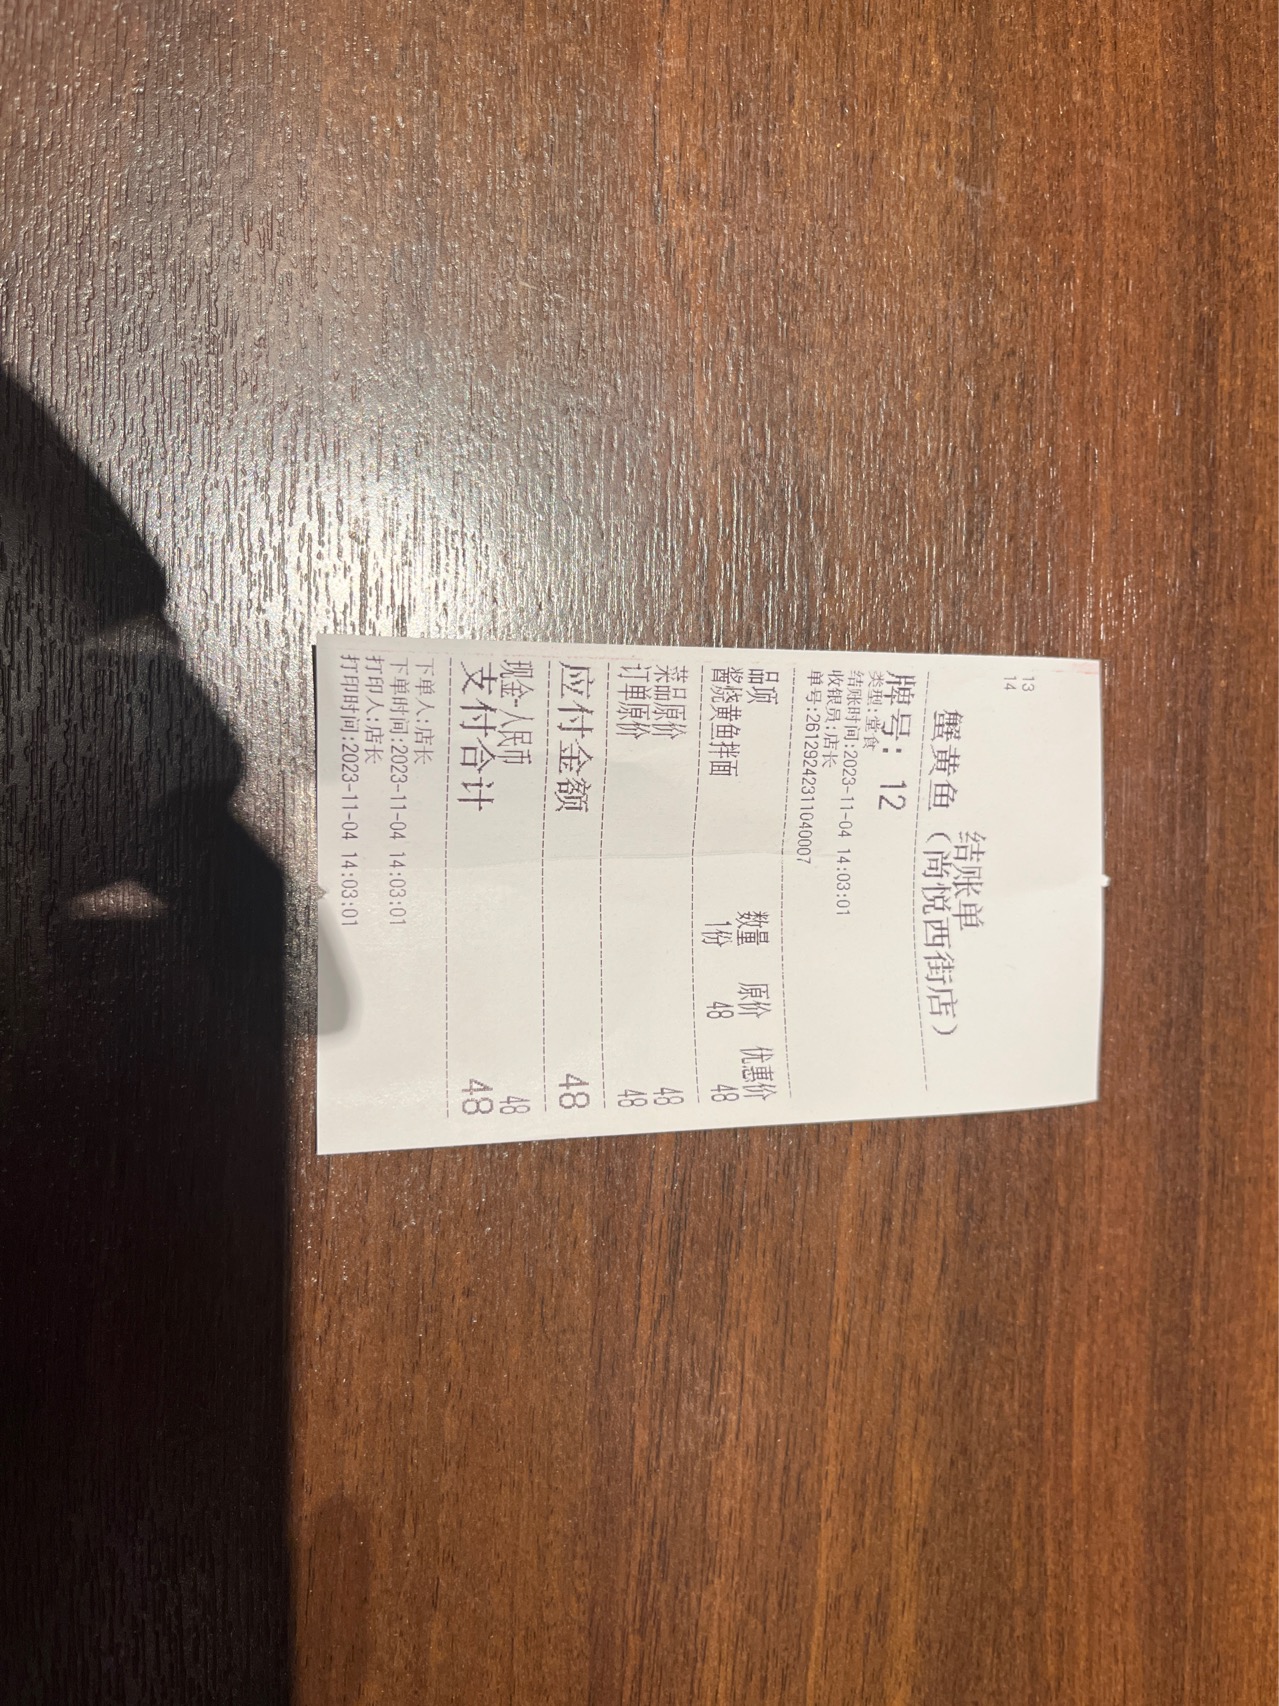 13
14
结账单
蟹黄鱼（尚悦西街店）
牌号: 12
类型:堂食
结账时间:2023-11-04 14:03:01
收银员:店长
单号:261292423110400007
品项 数量 原价 优惠价
酱烧黄鱼拌面 1份 48 48
菜品原价 48
订单原价 48
应付金额 48
现金-人民币 48
支付合计 48
下单人:店长
下单时间:2023-11-04 14:03:01
打印人:店长
打印时间:2023-11-04 14:03:01